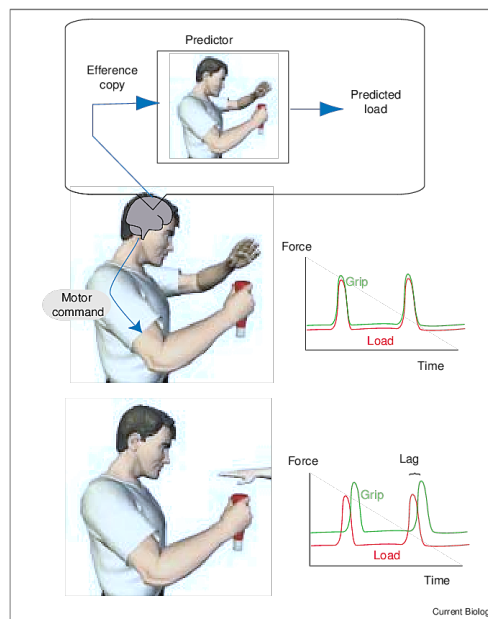 Predictor
Efference
copy
Predicted
load
Motor
command
Force
Grip
Load
Time
Force
Lag
Grip
Load
Time
Current Biolog